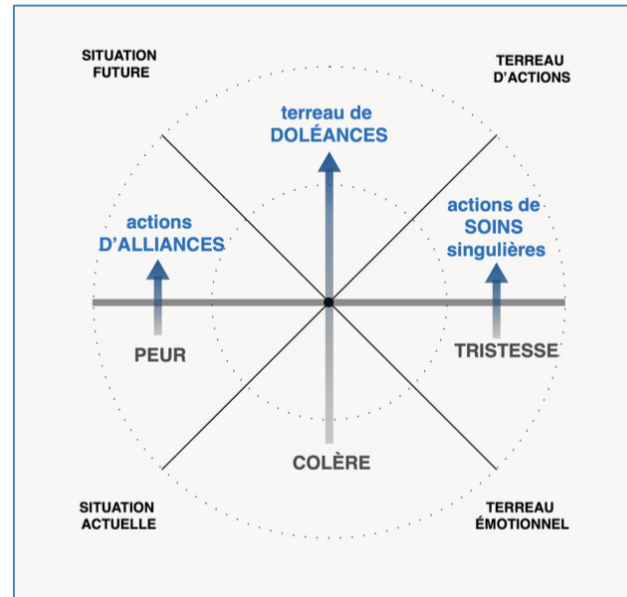 SITUATION
FUTURE
TERREAU
D'ACTIONS
terreau de
DOLÉANCES
actions
D'ALLIANCES
actions de
SOINS
singulières
PEUR
TRISTESSE
COLÈRE
SITUATION
ACTUELLE
TERREAU
ÉMOTIONNEL